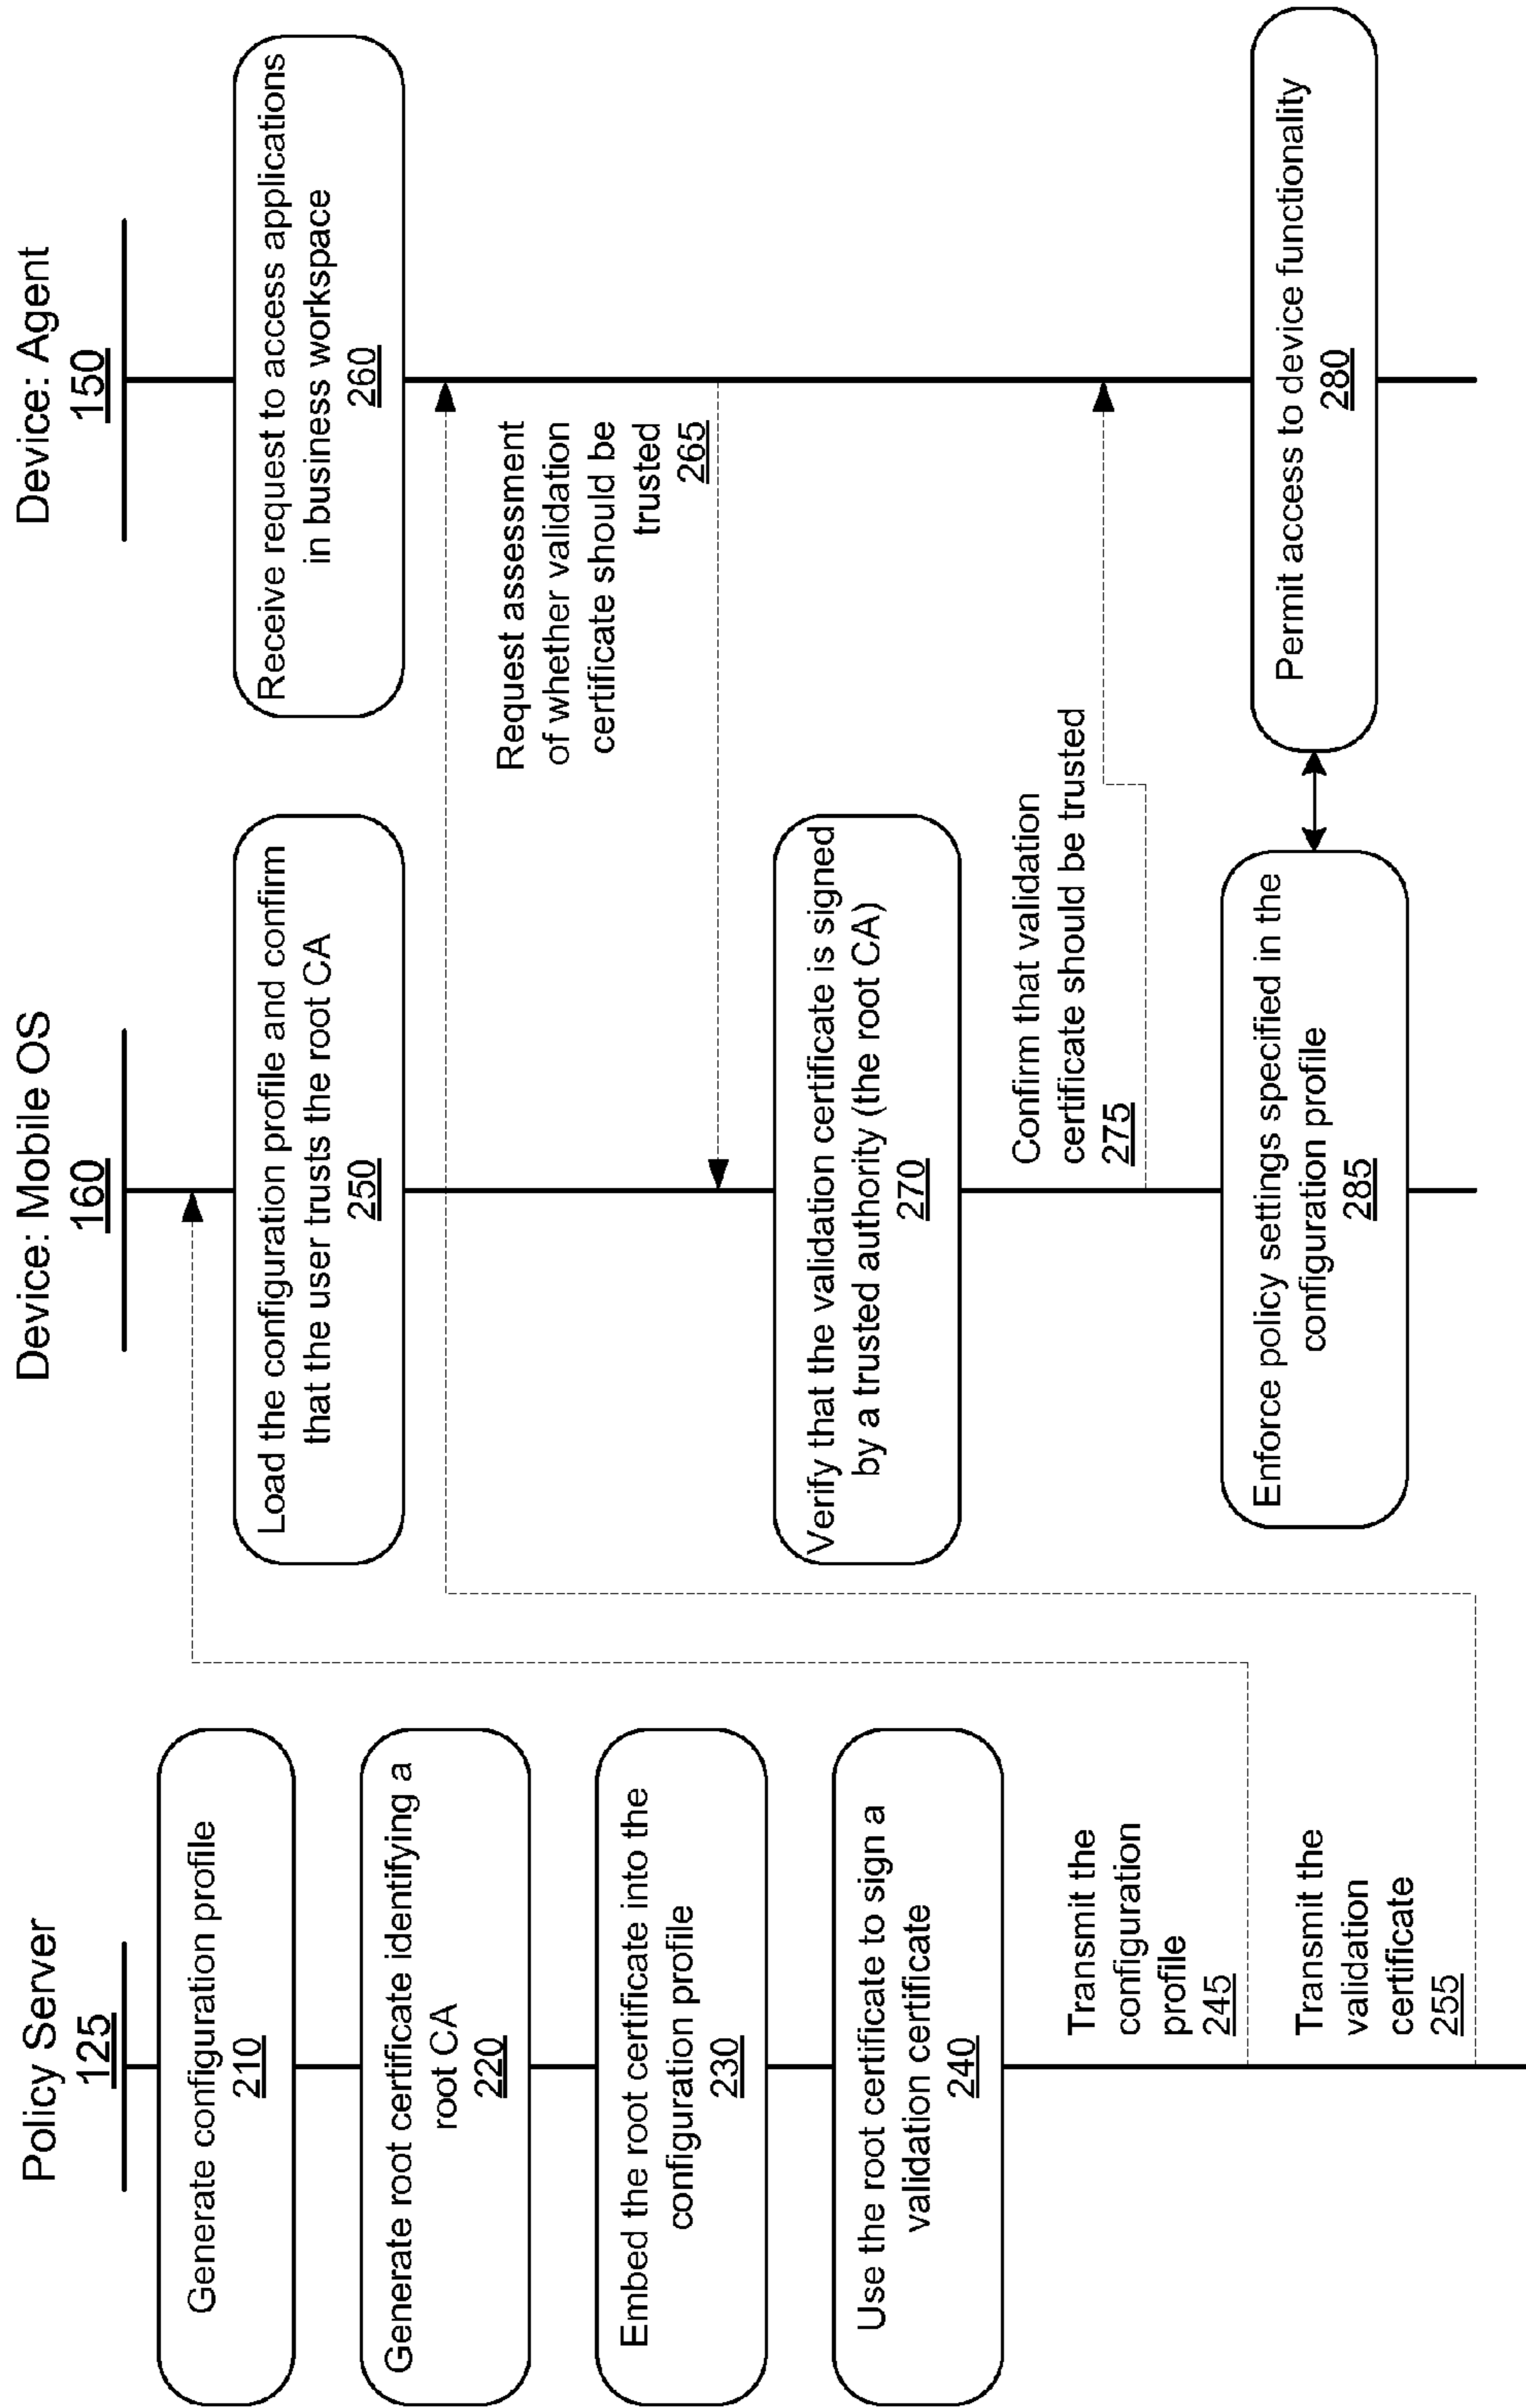 Policy Server
125
Generate configuration profile
210
Generate root certificate identifying a
root CA
220
Embed the root certificate into the
configuration profile
230
Use the root certificate to sign a
validation certificate
240
Transmit the
configuration
profile
245
Transmit the
validation
certificate
255
Device: Mobile OS
160
Load the configuration profile and confirm
that the user trusts the root CA
250
Verify that the validation certificate is signed
by a trusted authority (the root CA)
270
Confirm that validation
certificate should be trusted
275
Enforce policy settings specified in the
configuration profile
285
Device: Agent
150
Receive request to access applications
in business workspace
260
Request assessment
of whether validation
certificate should be
trusted
265
Permit access to device functionality
280